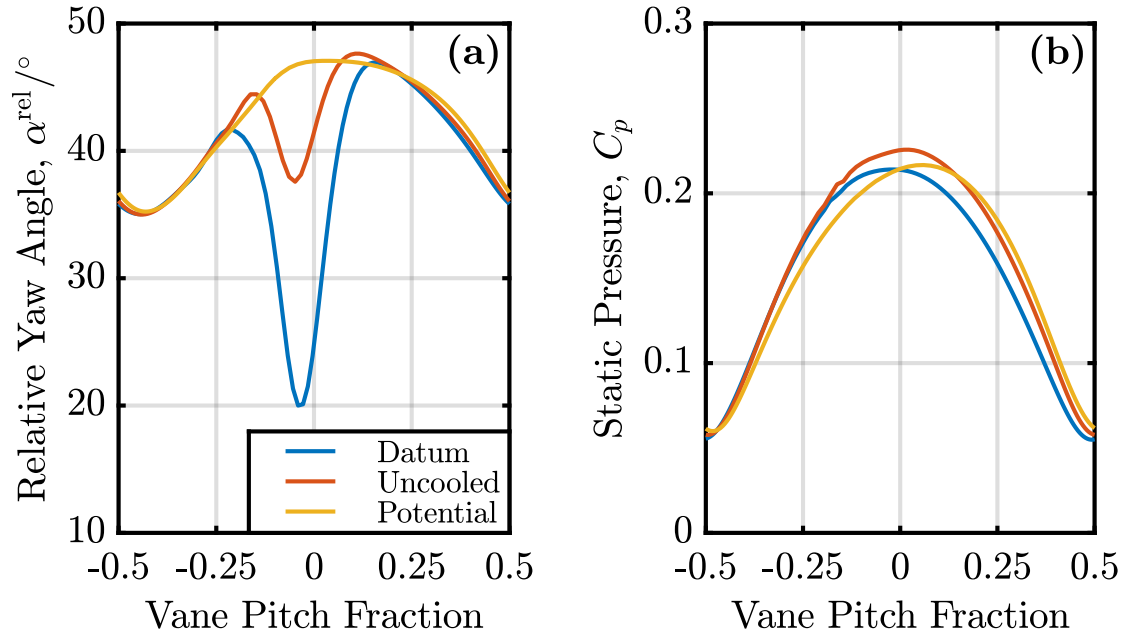 (a)
Relative Yaw Angle, α^rel/°
50
40
30
20
10
Datum
Uncooled
Potential
-0.5 -0.25 0 0.25 0.5
Vane Pitch Fraction
(b)
Static Pressure, C_p
0.3
0.2
0.1
0
-0.5 -0.25 0 0.25 0.5
Vane Pitch Fraction